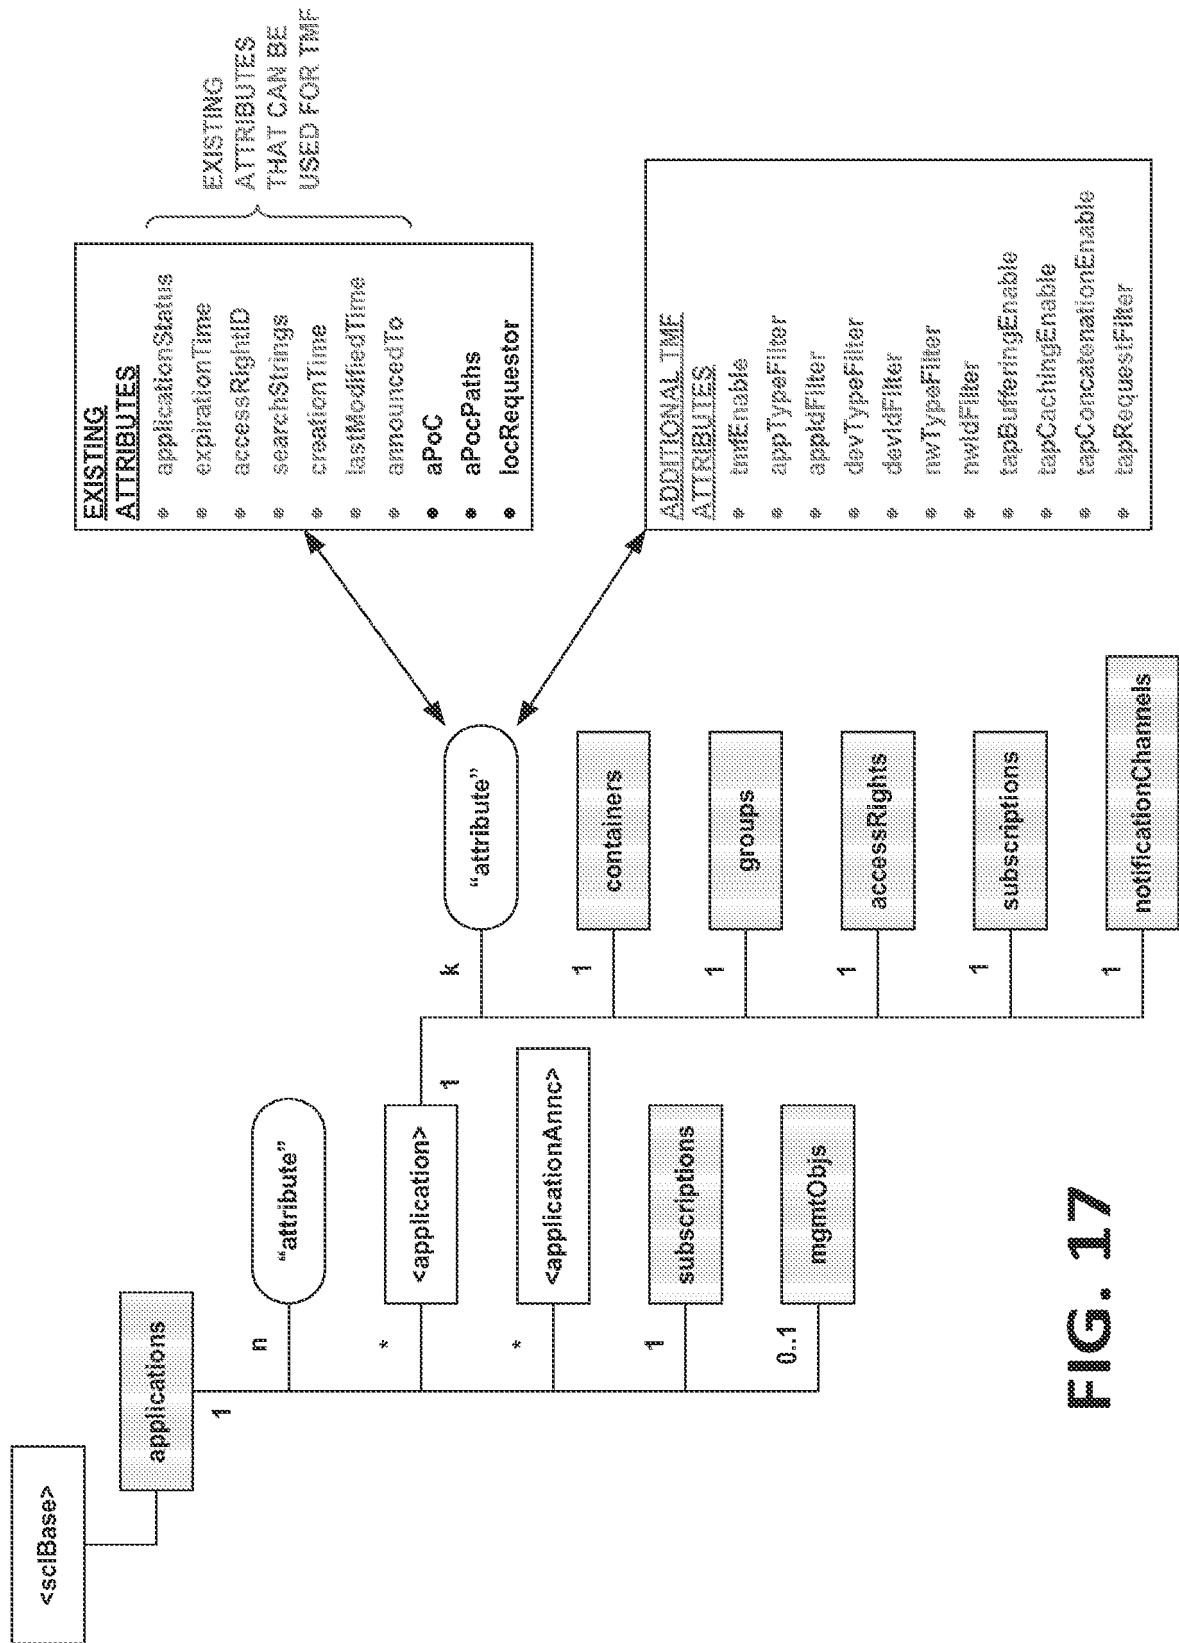 <sclBase>
applications
1
n
"attribute"
*
<application>
1
*
<applicationAnnc>
1
subscriptions
0..1
mgmtObjs
k
"attribute"
1
containers
1
groups
1
accessRights
1
subscriptions
1
notificationChannels
EXISTING
ATTRIBUTES
• applicationStatus
• expirationTime
• accessRightID
• searchStrings
• creationTime
• lastModifiedTime
• announcedTo
• aPoC
• aPocPaths
• locRequestor
EXISTING
ATTRIBUTES
THAT CAN BE
USED FOR TMF
ADDITIONAL TMF
ATTRIBUTES
• tmfEnable
• appTypeFilter
• appIdFilter
• devTypeFilter
• devIdFilter
• nwTypeFilter
• nwIdFilter
• tapBufferingEnable
• tapCachingEnable
• tapConcatenationEnable
• tapRequestFilter
FIG. 17